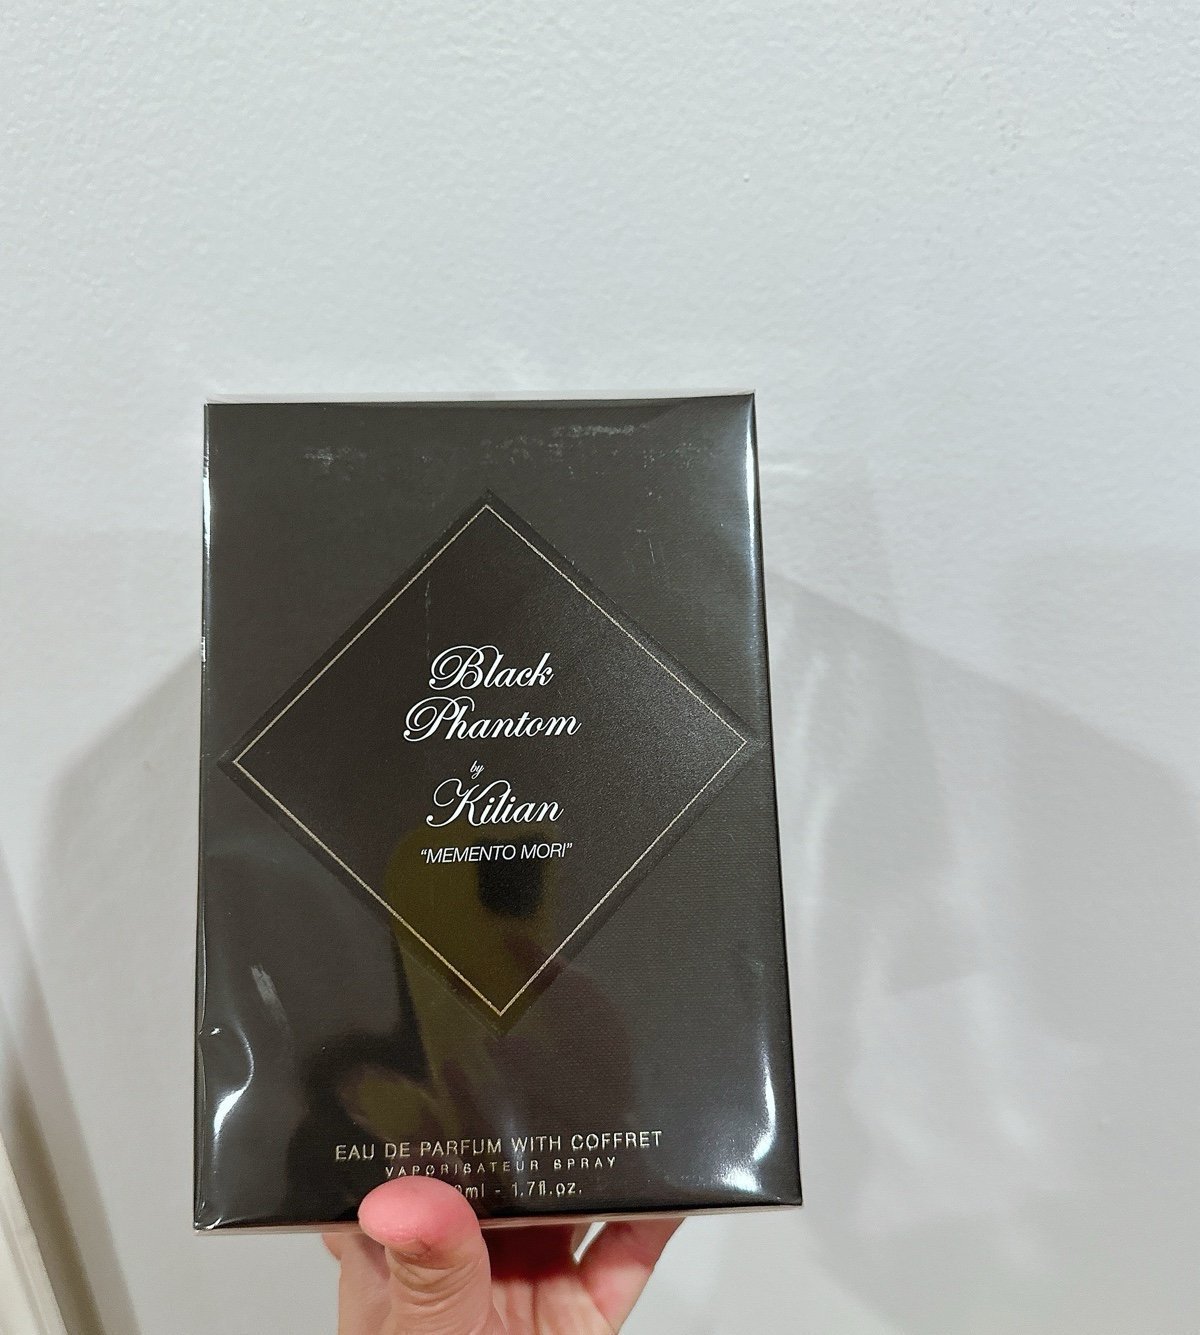 Black
Phantom
by
Kilian
“MEMENTO MORI”
EAU DE PARFUM WITH COFFRET
VAPORISATEUR SPRAY
ml - 1.7fl.oz.